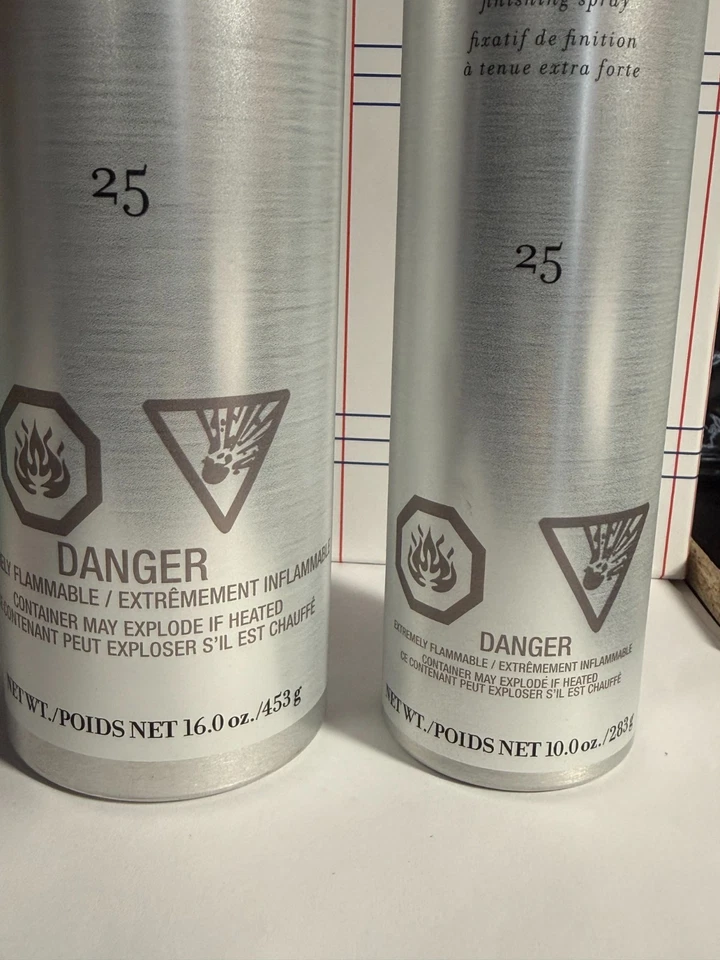 25
DANGER
FLAMMABLE / EXTRÊMEMENT INFLAMMABLE
CONTAINER MAY EXPLODE IF HEATED
CONTENANT PEUT EXPLOSER S'IL EST CHAUFFÉ
NET WT./POIDS NET 16.0 oz./453g
finishing spray
fixatif de finition
à tenue extra forte
25
DANGER
EXTREMELY FLAMMABLE / EXTRÊMEMENT INFLAMMABLE
CONTAINER MAY EXPLODE IF HEATED
CE CONTENANT PEUT EXPLOSER S'IL EST CHAUFFÉ
NET WT./POIDS NET 10.0 oz./283g